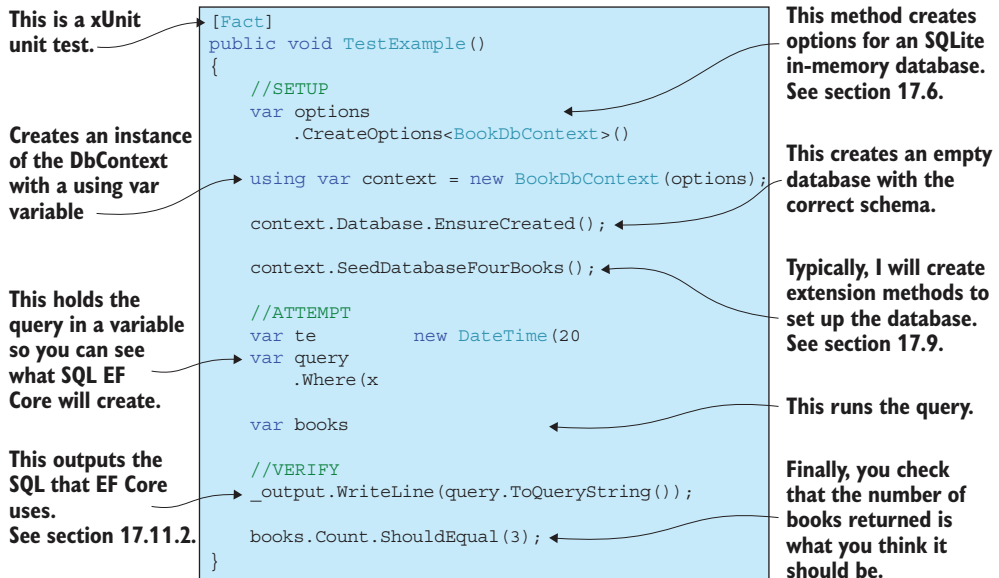 This is a xUnit
unit test.
Creates an instance
of the DbContext
with a using var
variable
This holds the
query in a variable
so you can see
what SQL EF
Core will create.
This outputs the
SQL that EF Core
uses.
See section 17.11.2.
[Fact]
public void TestExample()
{
//SETUP
var options
.CreateOptions<BookDbContext>()
using var context = new BookDbContext(options);
context.Database.EnsureCreated();
context.SeedDatabaseFourBooks();
//ATTEMPT
var te new DateTime(20
var query
.Where(x
var books
//VERIFY
_output.WriteLine(query.ToQueryString());
books.Count.ShouldEqual(3);
}
This method creates
options for an SQLite
in-memory database.
See section 17.6.
This creates an empty
database with the
correct schema.
Typically, I will create
extension methods to
set up the database.
See section 17.9.
This runs the query.
Finally, you check
that the number of
books returned is
what you think it
should be.